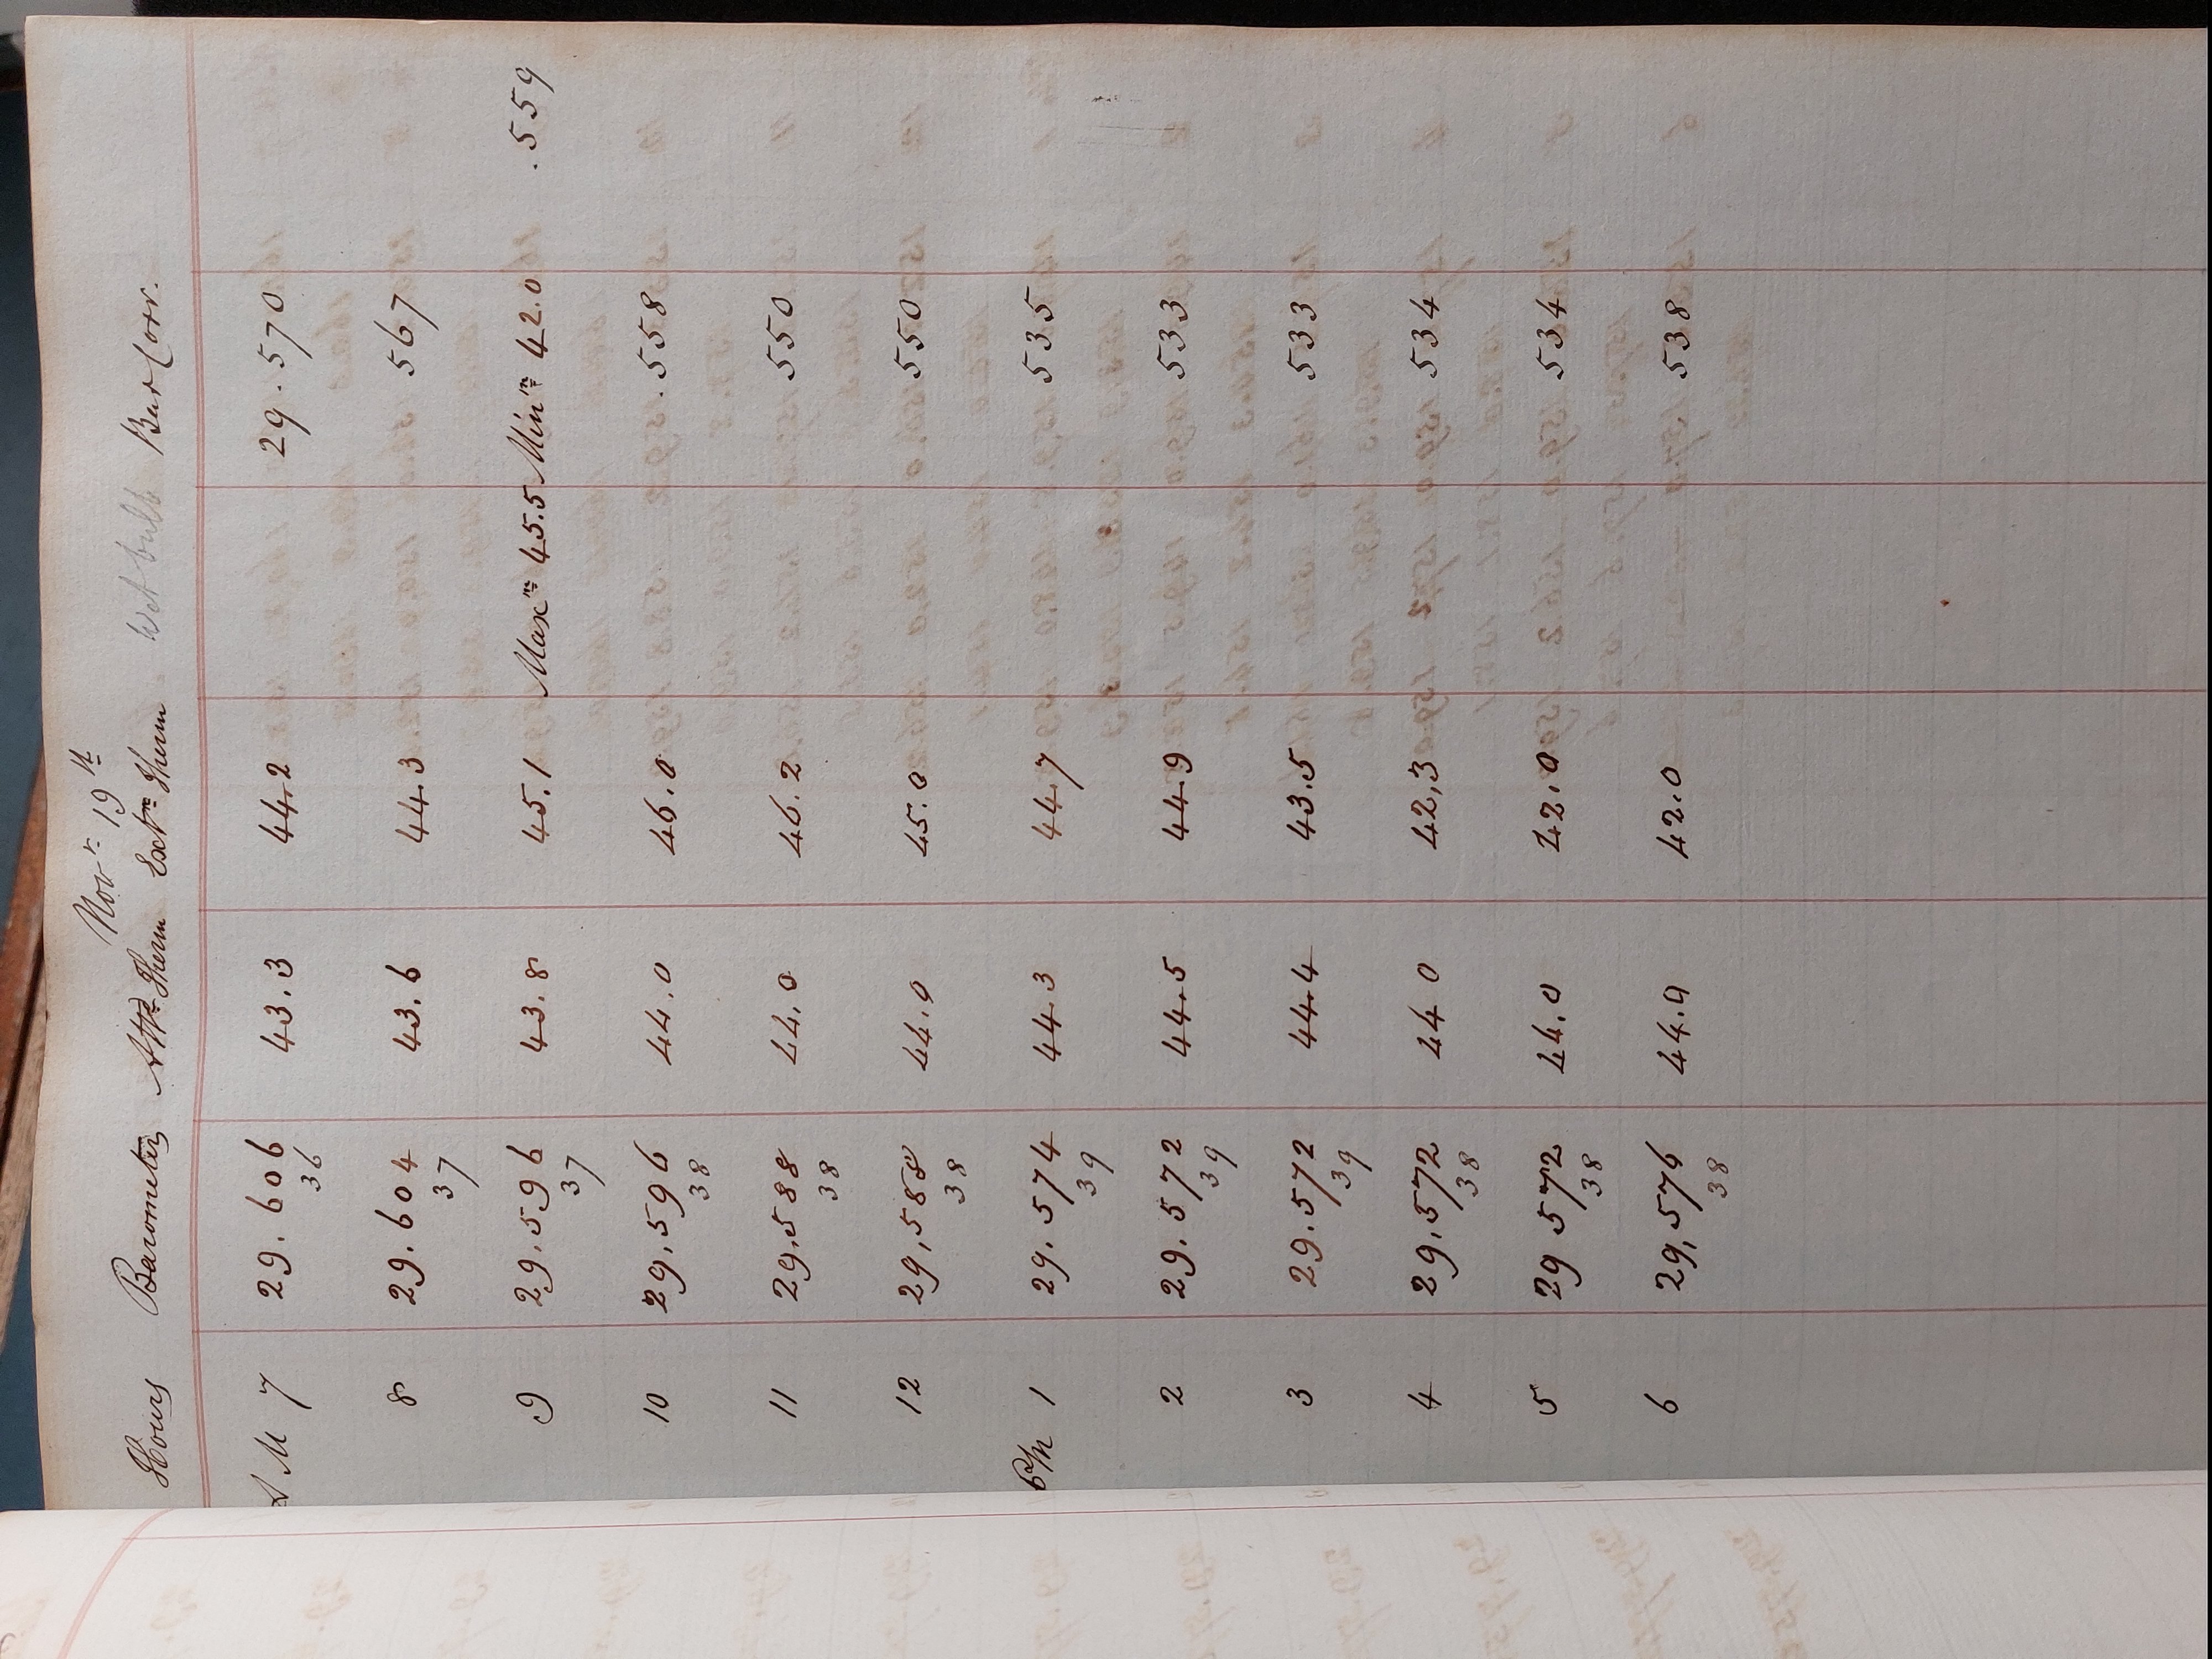 Novr 19th
Hours Barometer Attd Therm Extn Therm Wet bulb Bar Corr.
A M 7 29.606 43.3 44.2 29.570
36
8 29.604 43.6 44.3 567
37
9 29.596 43.8 45.1 Maxm 45.5 Minm 42.0 .559
37
10 29,596 44.0 46.0 .558
38
11 29.588 44.0 46.2 550
38
12 29,588 44.0 45.0 550
38
PM 1 29.574 44.3 44.7 535
39
2 29.572 44.5 44.9 533
39
3 29.572 44.4 43.5 533
39
4 29,572 44 0 42,3 534
38
5 29 572 44.0 42.0 534
38
6 29,576 44.0 42.0 538
38